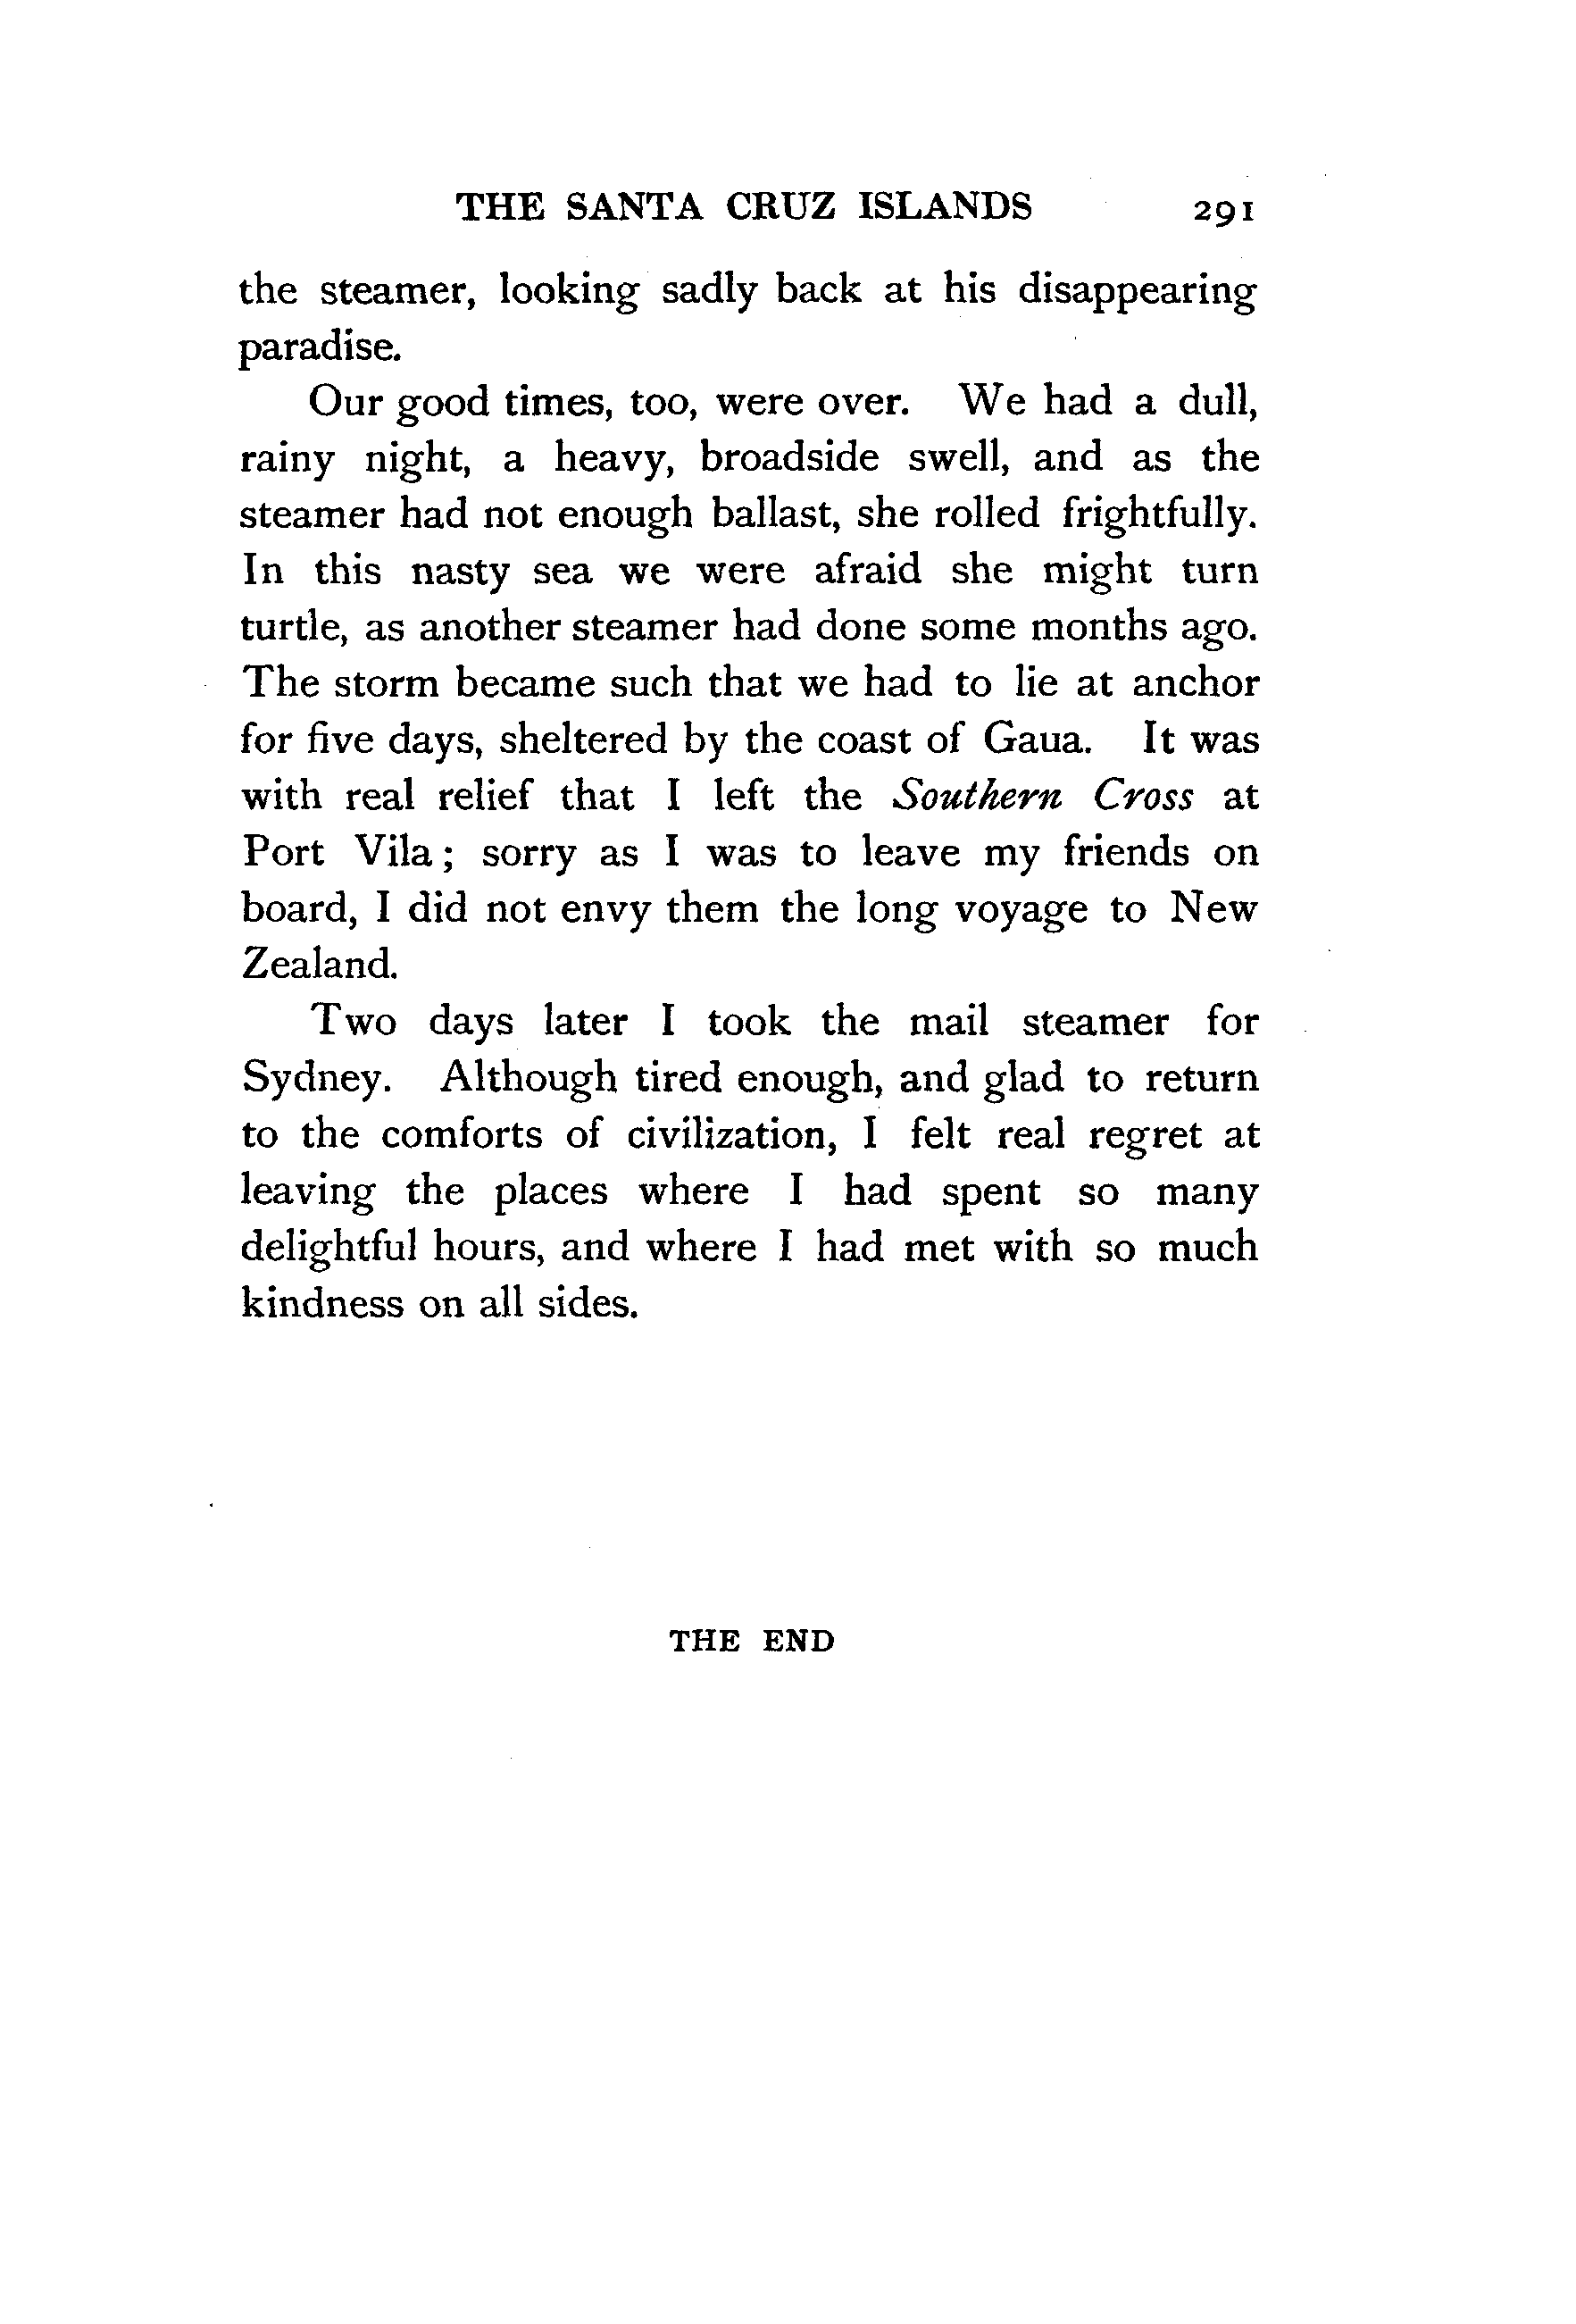 THE SANTA CRUZ ISLANDS 291
the steamer, looking sadly back at his disappearing
paradise.
Our good times, too, were over. We had a dull,
rainy night, a heavy, broadside swell, and as the
steamer had not enough ballast, she rolled frightfully.
In this nasty sea we were afraid she might turn
turtle, as another steamer had done some months ago.
The storm became such that we had to lie at anchor
for five days, sheltered by the coast of Gaua. It was
with real relief that I left the Southern Cross at
Port Vila; sorry as I was to leave my friends on
board, I did not envy them the long voyage to New
Zealand.
Two days later I took the mail steamer for
Sydney. Although tired enough, and glad to return
to the comforts of civilization, I felt real regret at
leaving the places where I had spent so many
delightful hours, and where I had met with so much
kindness on all sides.
THE END